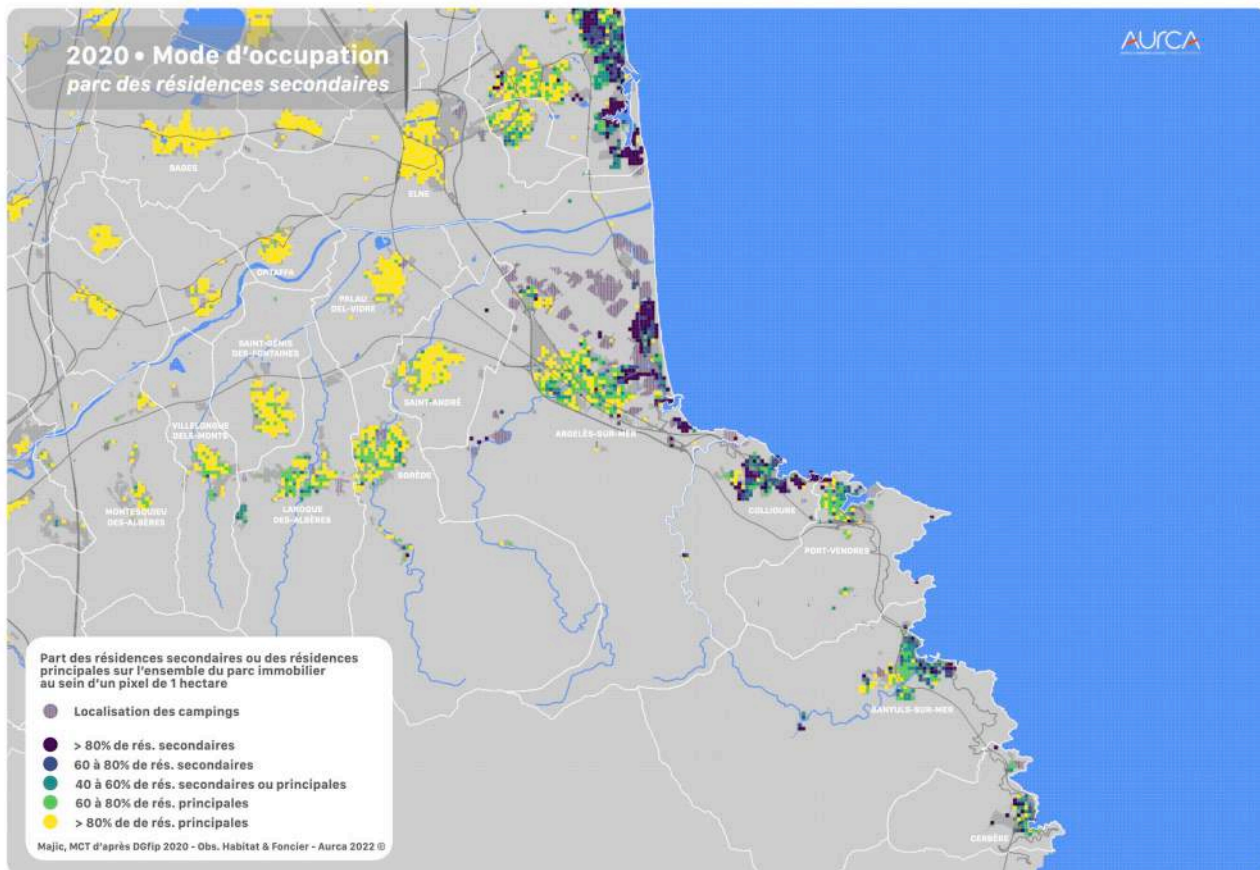 2020 • Mode d'occupation
parc des résidences secondaires
AURCA
BAGES
ELNE
ORTAFFA
PALAU
DEL-VIDRE
SAINT-GÉNIS
DES-FONTAINES
SAINT-ANDRÉ
VILLELONGUE
DELS-MONTS
ARGELÈS-SUR-MER
SORÈDE
MONTESQUIEU
DES-ALBÈRES
LAROQUE
DES-ALBÈRES
COLLIOURE
PORT-VENDRES
BANYULS-SUR-MER
CERBÈRE
Part des résidences secondaires ou des résidences
principales sur l'ensemble du parc immobilier
au sein d'un pixel de 1 hectare
Localisation des campings
> 80% de rés. secondaires
60 à 80% de rés. secondaires
40 à 60% de rés. secondaires ou principales
60 à 80% de rés. principales
> 80% de de rés. principales
Majic, MCT d'après DGfip 2020 - Obs. Habitat & Foncier - Aurca 2022 ©